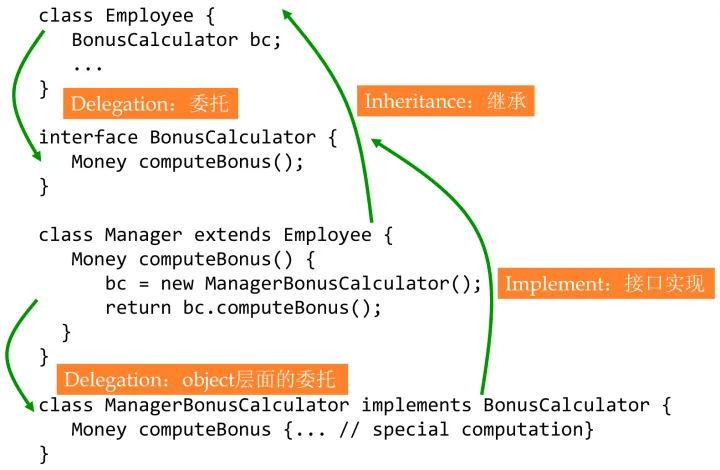 class Employee {
BonusCalculator bc;
...
}
Delegation：委托
Inheritance：继承
interface BonusCalculator {
Money computeBonus();
}
class Manager extends Employee {
Money computeBonus() {
bc = new ManagerBonusCalculator();
Implement：接口实现
return bc.computeBonus();
}
}
Delegation：object层面的委托
class ManagerBonusCalculator implements BonusCalculator {
Money computeBonus {... // special computation}
}